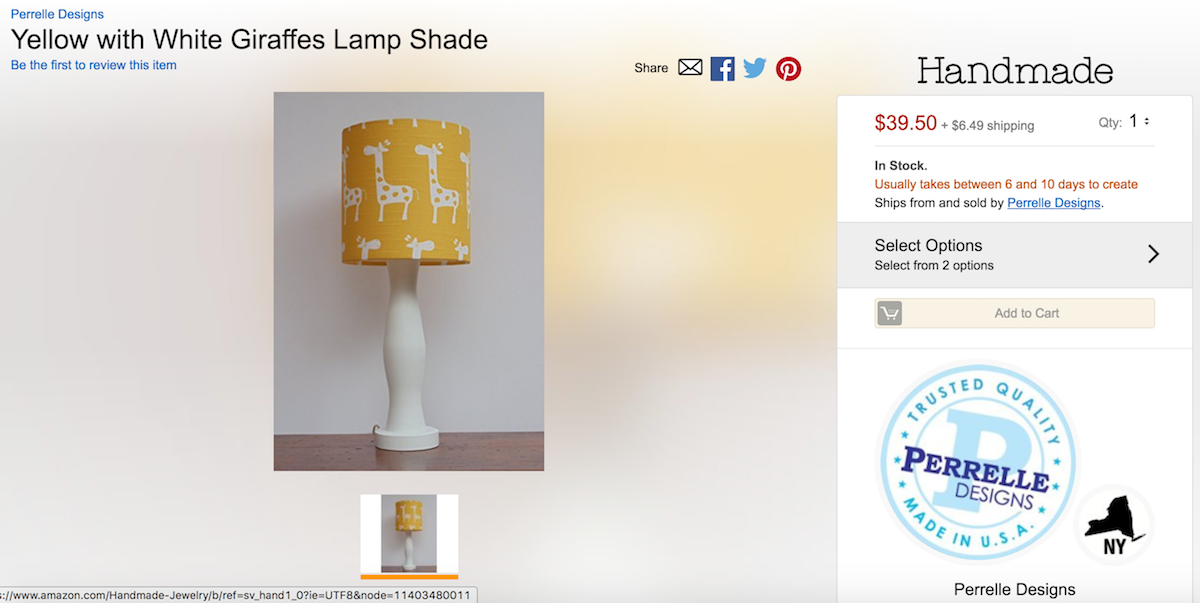 Perrelle Designs
Yellow with White Giraffes Lamp Shade
Be the first to review this item
Share
Handmade
$39.50 + $6.49 shipping
Qty: 1
In Stock.
Usually takes between 6 and 10 days to create
Ships from and sold by Perrelle Designs.
Select Options
Select from 2 options
Add to Cart
TRUSTED QUALITY
P
PERRELLE
DESIGNS
MADE IN U.S.A.
NY
Perrelle Designs
s://www.amazon.com/Handmade-Jewelry/b/ref=sv_hand1_0?ie=UTF8&node=11403480011